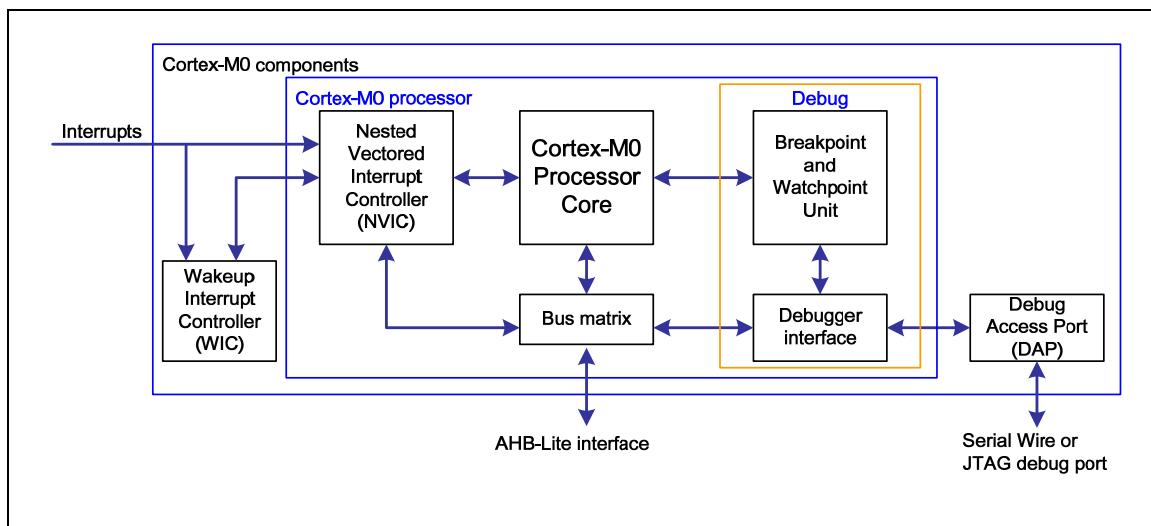 Cortex-M0 components
Cortex-M0 processor
Debug
Interrupts
Nested
Vectored
Interrupt
Controller
(NVIC)
Cortex-M0
Processor
Core
Breakpoint
and
Watchpoint
Unit
Wakeup
Interrupt
Controller
(WIC)
Bus matrix
Debugger
interface
Debug
Access Port
(DAP)
AHB-Lite interface
Serial Wire or
JTAG debug port